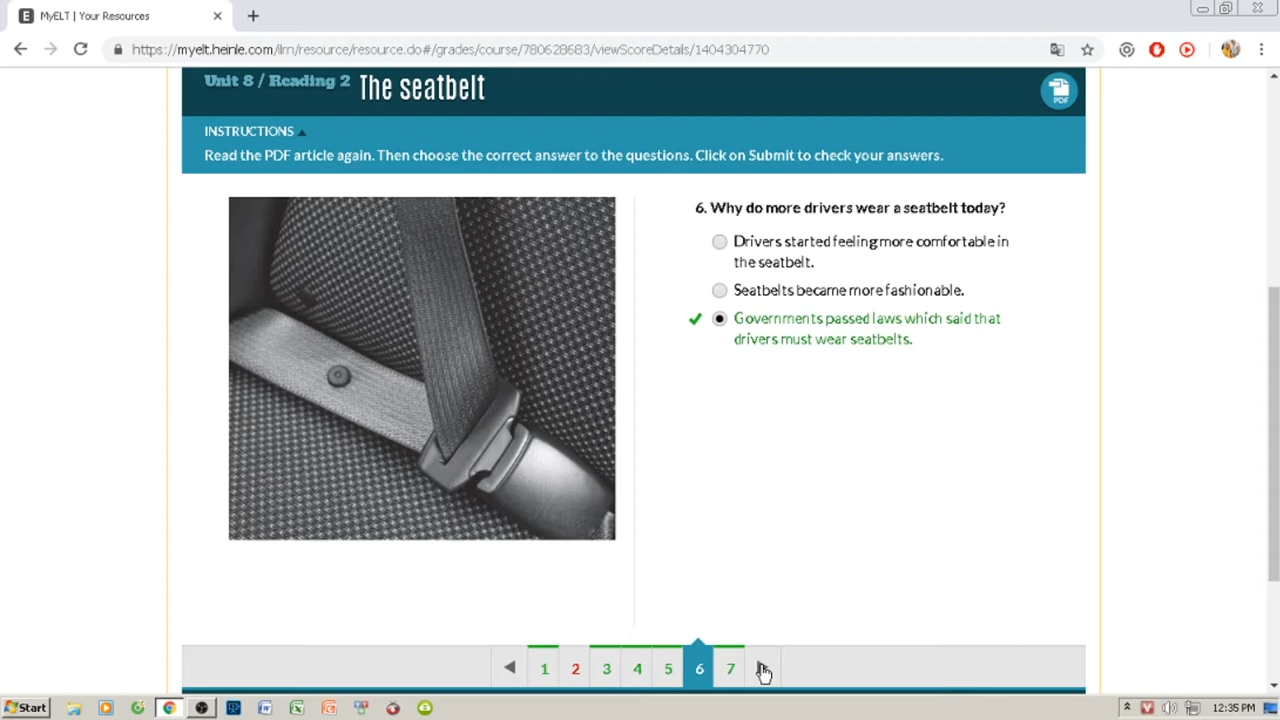 MyELT | Your Resources
https://myelt.heinle.com/ilrn/resource/resource.do#/grades/course/780628683/viewScoreDetails/1404304770
Unit 8 / Reading 2 The seatbelt
PDF
INSTRUCTIONS
Read the PDF article again. Then choose the correct answer to the questions. Click on Submit to check your answers.
6. Why do more drivers wear a seatbelt today?
Drivers started feeling more comfortable in
the seatbelt.
Seatbelts became more fashionable.
Governments passed laws which said that
drivers must wear seatbelts.
1 2 3 4 5 6 7
Start
12:35 PM